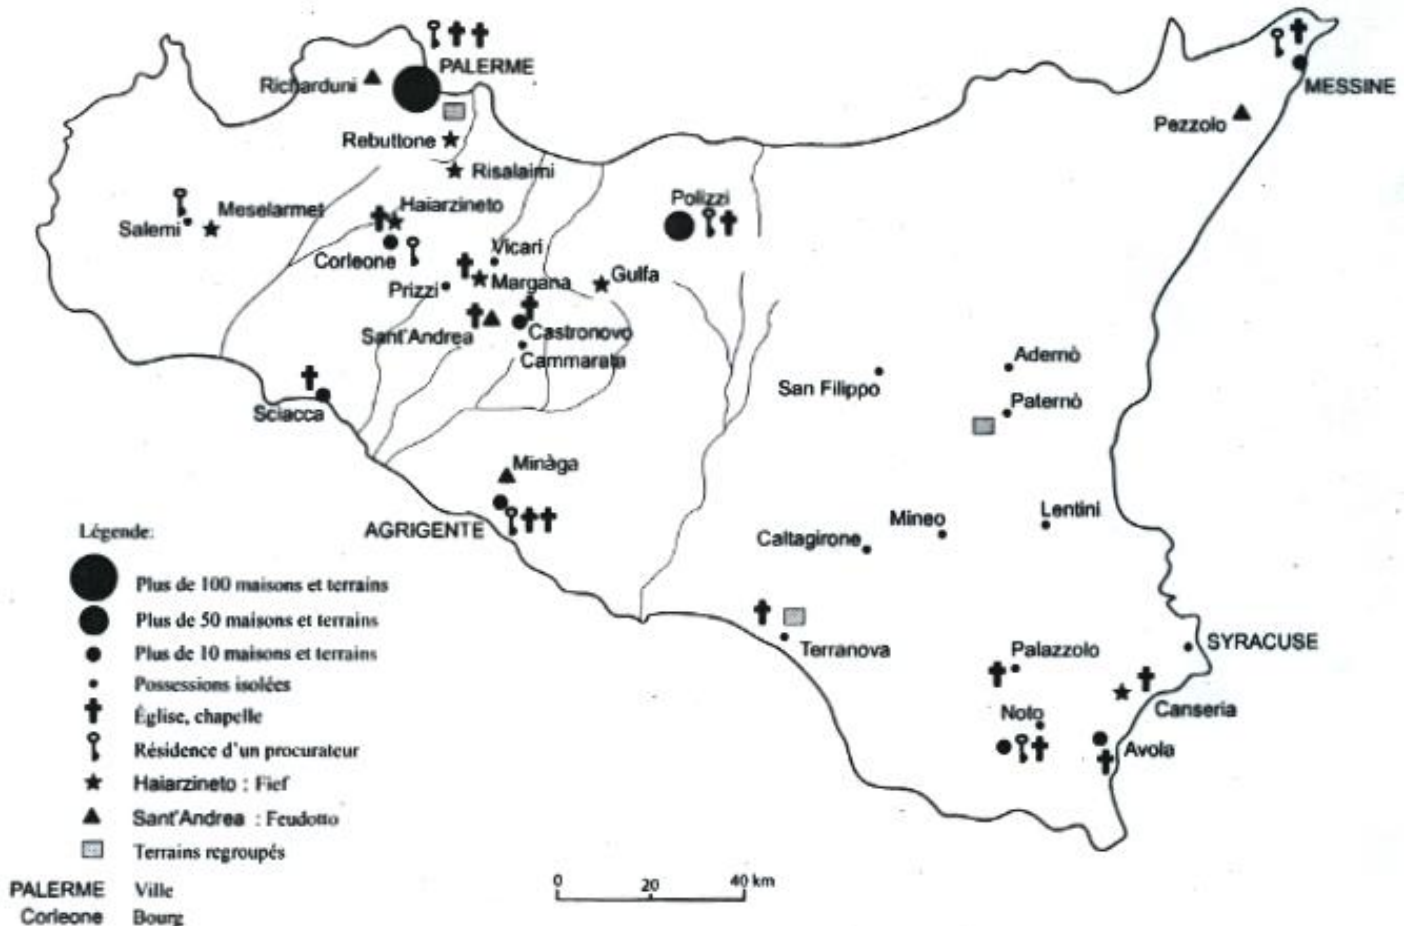 PALERME
Richarduni
MESSINE
Pezzolo
Rebuttone
Risalaimi
Polizzi
Haiarzineto
Meselarmet
Salemi
Corleone
Vicari
Prizzi
Margana
Gulfa
Sant'Andrea
Castronovo
Cammarata
Adernò
San Filippo
Paternò
Sciacca
Minàga
AGRIGENTE
Lentini
Mineo
Caltagirone
Terranova
Palazzolo
SYRACUSE
Canseria
Noto
Avola
Légende:
Plus de 100 maisons et terrains
Plus de 50 maisons et terrains
Plus de 10 maisons et terrains
Possessions isolées
Église, chapelle
Résidence d'un procurateur
Haiarzineto : Fief
Sant'Andrea : Feudotto
Terrains regroupés
PALERME Ville
Corleone Bourg
0 20 40 km